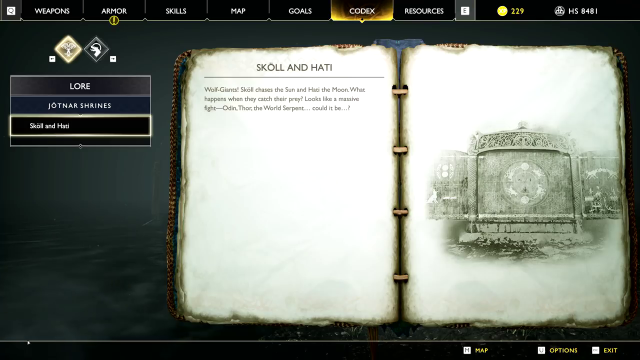 Q WEAPONS ARMOR SKILLS MAP GOALS CODEX RESOURCES E 229 HS 8481
LORE
JÖTNAR SHRINES
Sköll and Hati
SKÖLL AND HATI
Wolf-Giants! Sköll chases the Sun and Hati the Moon. What
happens when they catch their prey? Looks like a massive
fight—Odin, Thor, the World Serpent... could it be...?
M MAP
OPTIONS
EXIT